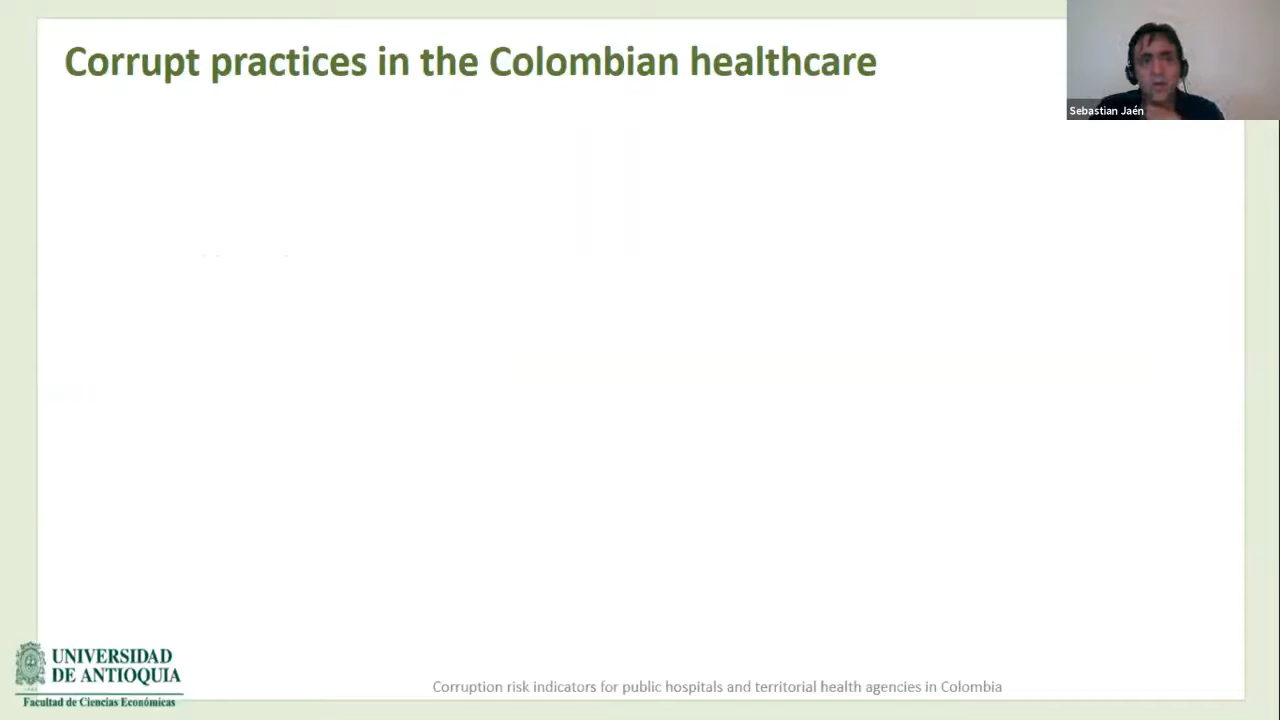 Corrupt practices in the Colombian healthcare
Sebastian Jaén
UNIVERSIDAD
DE ANTIOQUIA
Facultad de Ciencias Económicas
Corruption risk indicators for public hospitals and territorial health agencies in Colombia